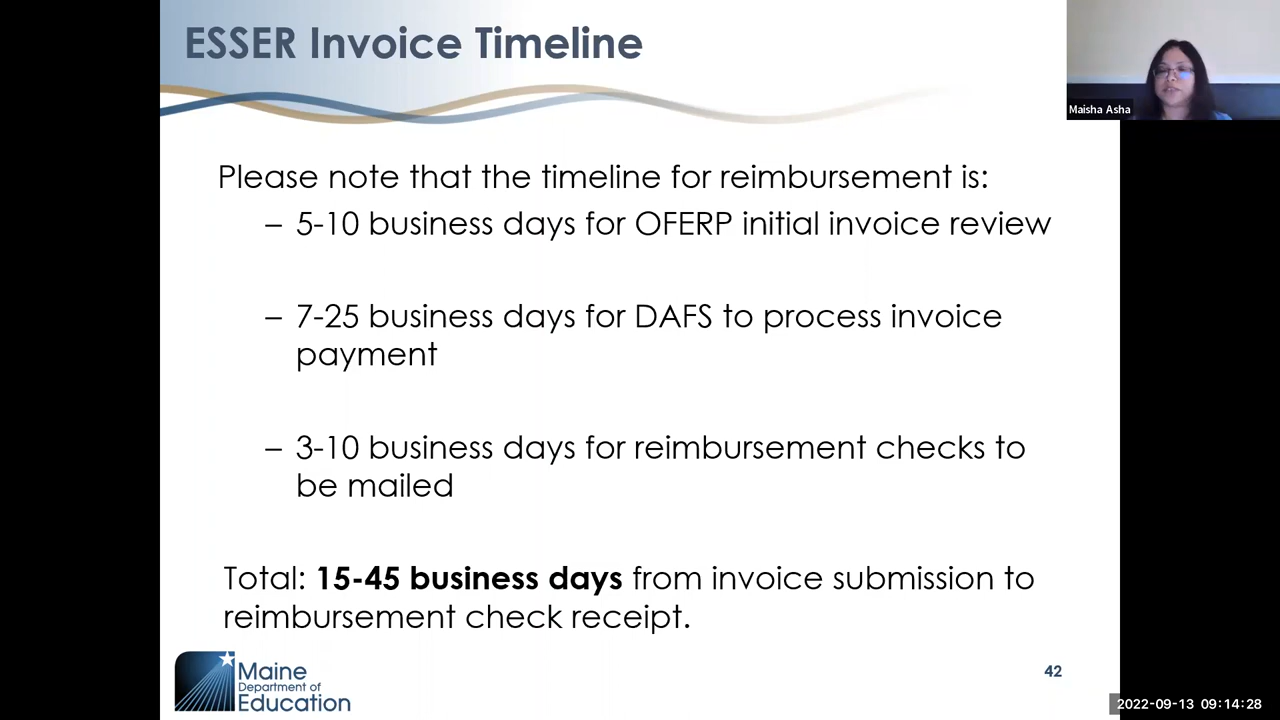 ESSER Invoice Timeline
Maisha Asha
Please note that the timeline for reimbursement is:
– 5-10 business days for OFERP initial invoice review
– 7-25 business days for DAFS to process invoice
payment
– 3-10 business days for reimbursement checks to
be mailed
Total: 15-45 business days from invoice submission to
reimbursement check receipt.
Maine
Department of
Education
42
2022-09-13 09:14:28